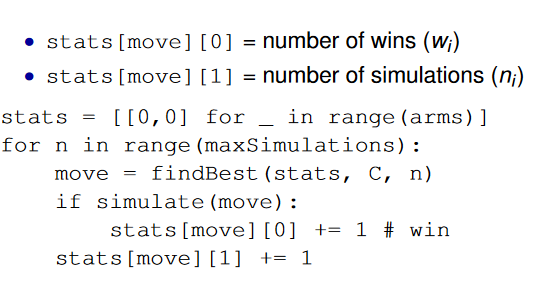 • stats[move][0] = number of wins (wi)
• stats[move][1] = number of simulations (ni)
stats = [[0,0] for _ in range(arms)]
for n in range(maxSimulations):
    move = findBest(stats, C, n)
    if simulate(move):
        stats[move][0] += 1 # win
    stats[move][1] += 1